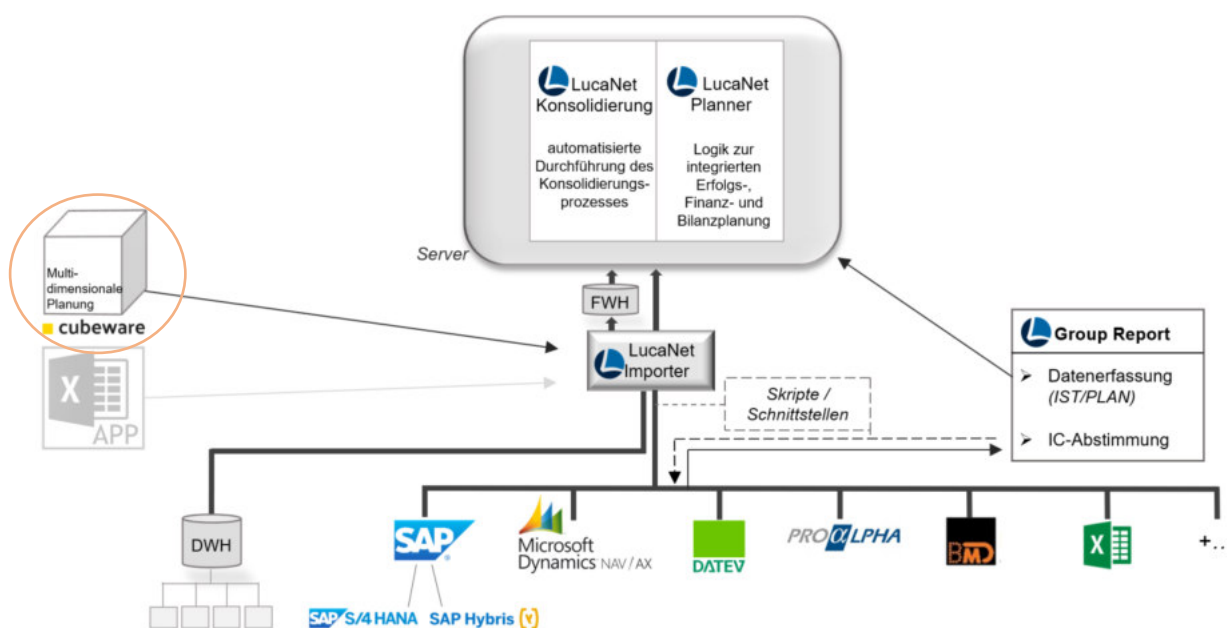 LucaNet
Konsolidierung
automatisierte
Durchführung des
Konsolidierungs-
prozesses
LucaNet
Planner
Logik zur
integrierten
Erfolgs-,
Finanz- und
Bilanzplanung
Server
Multi-
dimensionale
Planung
cubeware
X
APP
FWH
LucaNet
Importer
Skripte /
Schnittstellen
Group Report
Datenerfassung
(IST/PLAN)
IC-Abstimmung
DWH
SAP
Microsoft
Dynamics NAV/AX
DATEV
PROαLPHA
BMD
X
+...
SAP S/4 HANA
SAP Hybris (y)